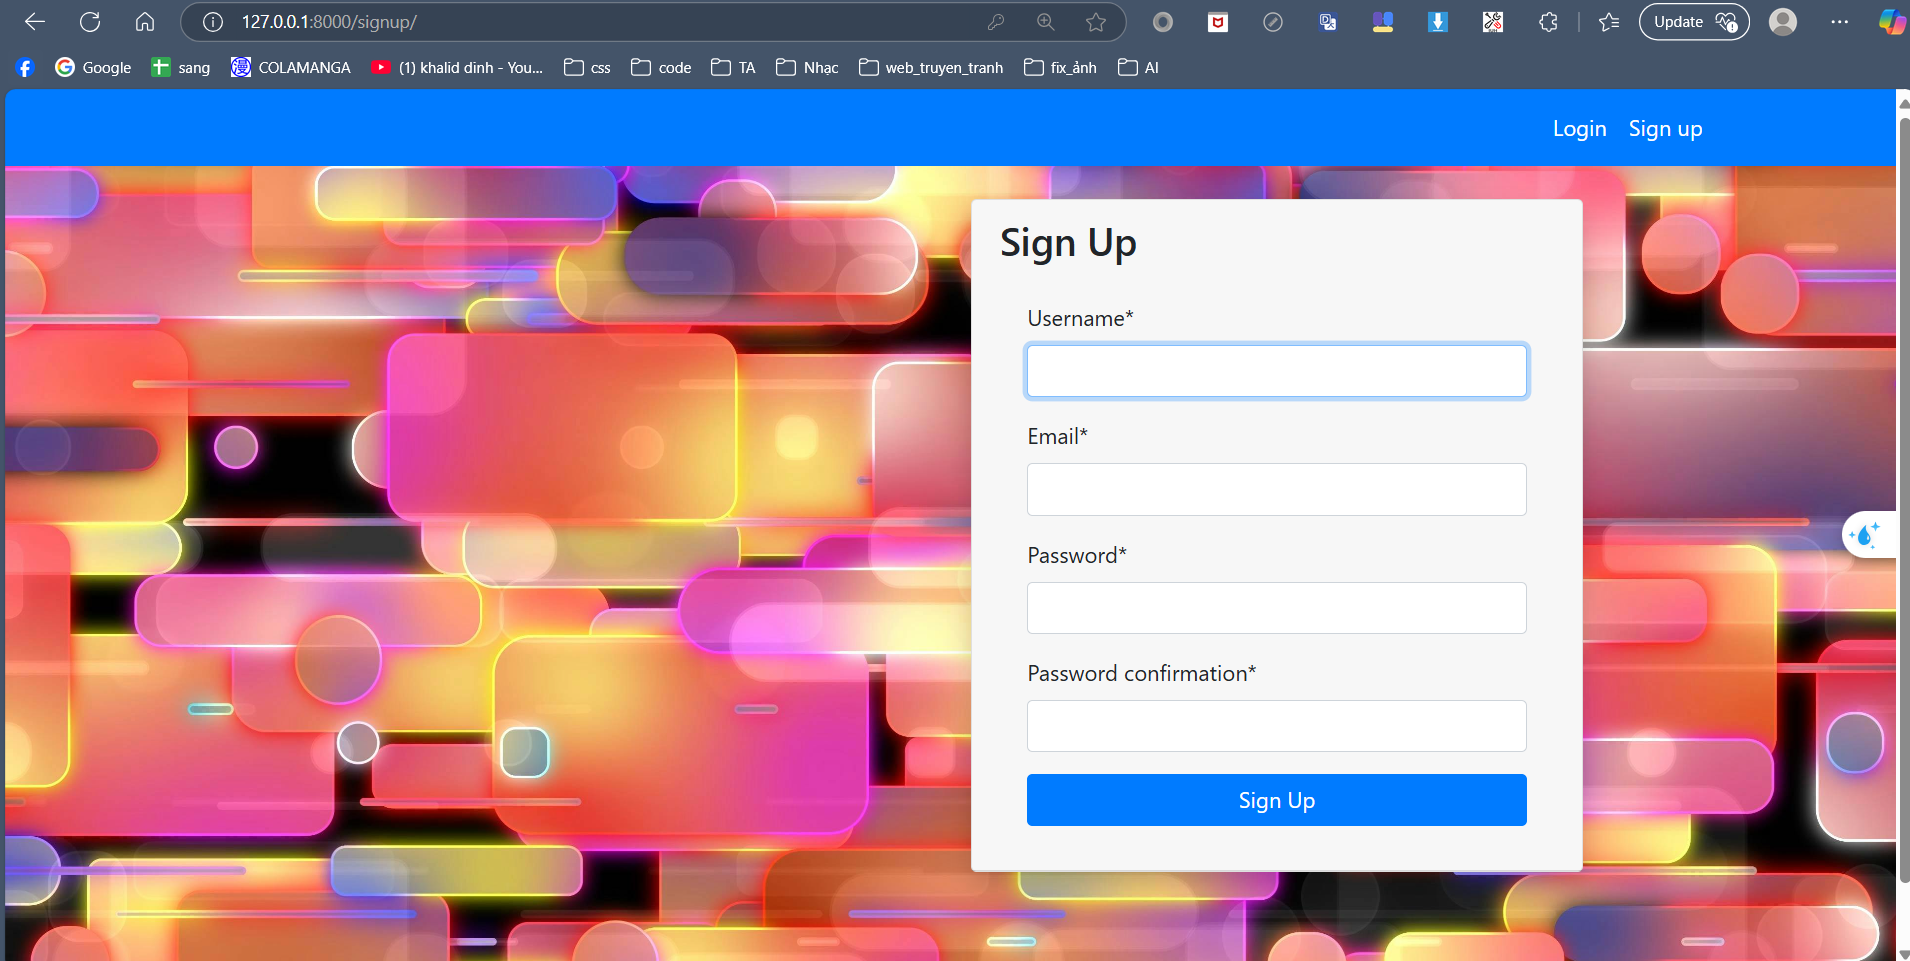 127.0.0.1:8000/signup/
Update
Google
sang
COLAMANGA
(1) khalid dinh - You...
css
code
TA
Nhạc
web_truyen_tranh
fix_ảnh
AI
Login
Sign up
Sign Up
Username*
Email*
Password*
Password confirmation*
Sign Up